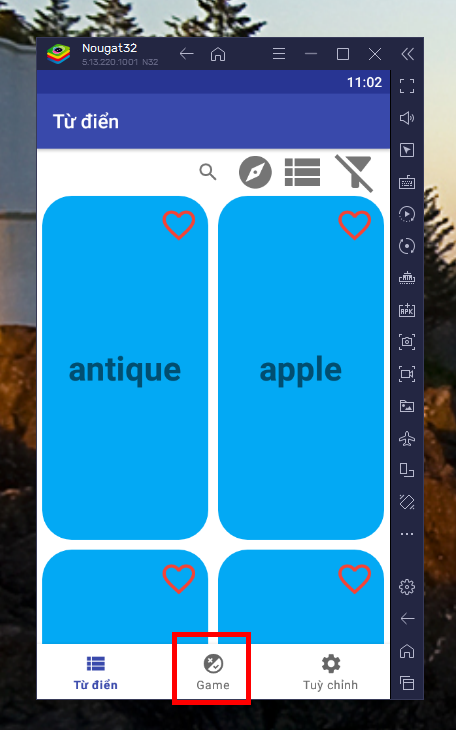 Nougat32
5.13.220.1001 N32
11:02
Từ điển
antique
apple
Từ điển
Game
Tuỳ chỉnh